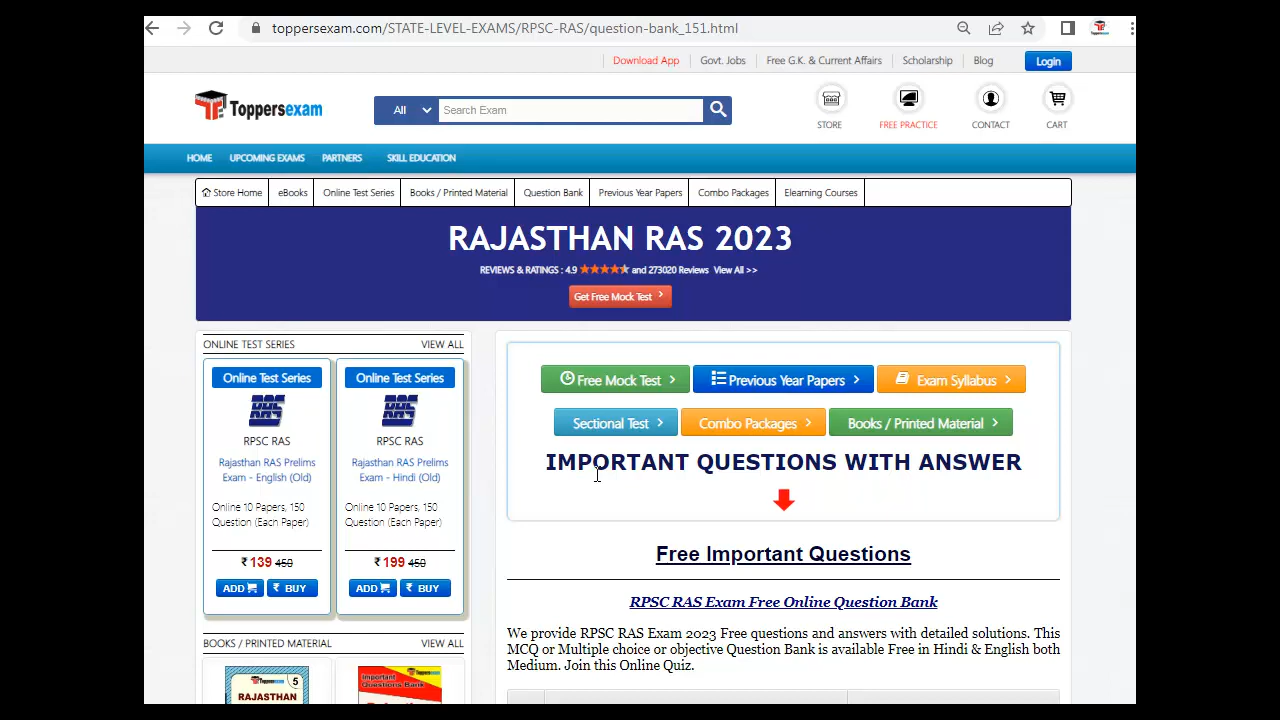 toppersexam.com/STATE-LEVEL-EXAMS/RPSC-RAS/question-bank_151.html
Download App Govt. Jobs Free G.K. & Current Affairs Scholarship Blog Login
Toppersexam
All Search Exam
STORE FREE PRACTICE CONTACT CART
HOME UPCOMING EXAMS PARTNERS SKILL EDUCATION
Store Home eBooks Online Test Series Books / Printed Material Question Bank Previous Year Papers Combo Packages Elearning Courses
RAJASTHAN RAS 2023
REVIEWS & RATINGS : 4.9 and 273020 Reviews View All >>
Get Free Mock Test
ONLINE TEST SERIES VIEW ALL
Online Test Series
RAS
RPSC RAS
Rajasthan RAS Prelims
Exam - English (Old)
Online 10 Papers, 150
Question (Each Paper)
₹ 139 450
ADD ₹ BUY
Online Test Series
RAS
RPSC RAS
Rajasthan RAS Prelims
Exam - Hindi (Old)
Online 10 Papers, 150
Question (Each Paper)
₹ 199 450
ADD ₹ BUY
BOOKS / PRINTED MATERIAL VIEW ALL
5
RAJASTHAN
Toppersexam
Important
Questions Bank
Free Mock Test Previous Year Papers Exam Syllabus
Sectional Test Combo Packages Books / Printed Material
IMPORTANT QUESTIONS WITH ANSWER
Free Important Questions
RPSC RAS Exam Free Online Question Bank
We provide RPSC RAS Exam 2023 Free questions and answers with detailed solutions. This
MCQ or Multiple choice or objective Question Bank is available Free in Hindi & English both
Medium. Join this Online Quiz.